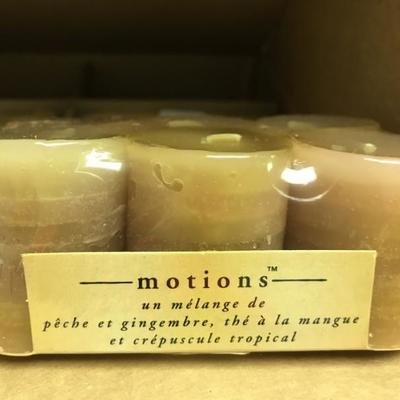 motions™
un mélange de
pêche et gingembre, thé à la mangue
et crépuscule tropical